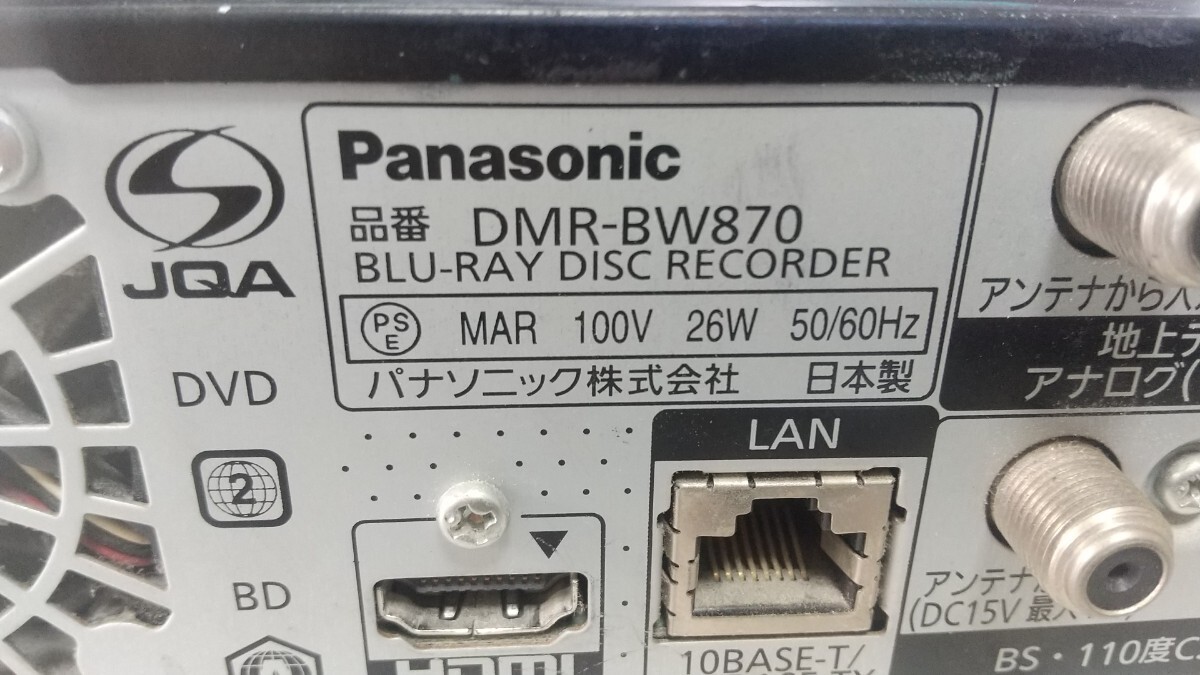 JQA
Panasonic
品番 DMR-BW870
BLU-RAY DISC RECORDER
PSE MAR 100V 26W 50/60Hz
パナソニック株式会社 日本製
DVD
2
BD
LAN
10BASE-T/
HDMI
アンテナから入
地上デ
アナログ(
アンテナ
(DC15V 最
BS・110度C